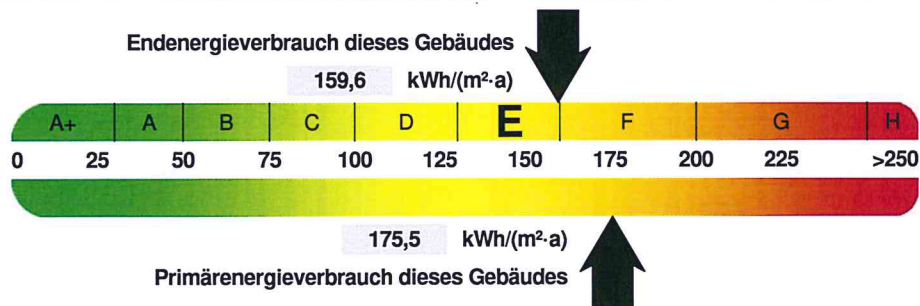 Endenergieverbrauch dieses Gebäudes
159,6 kWh/(m²·a)
A+ A B C D E F G H
0 25 50 75 100 125 150 175 200 225 >250
175,5 kWh/(m²·a)
Primärenergieverbrauch dieses Gebäudes